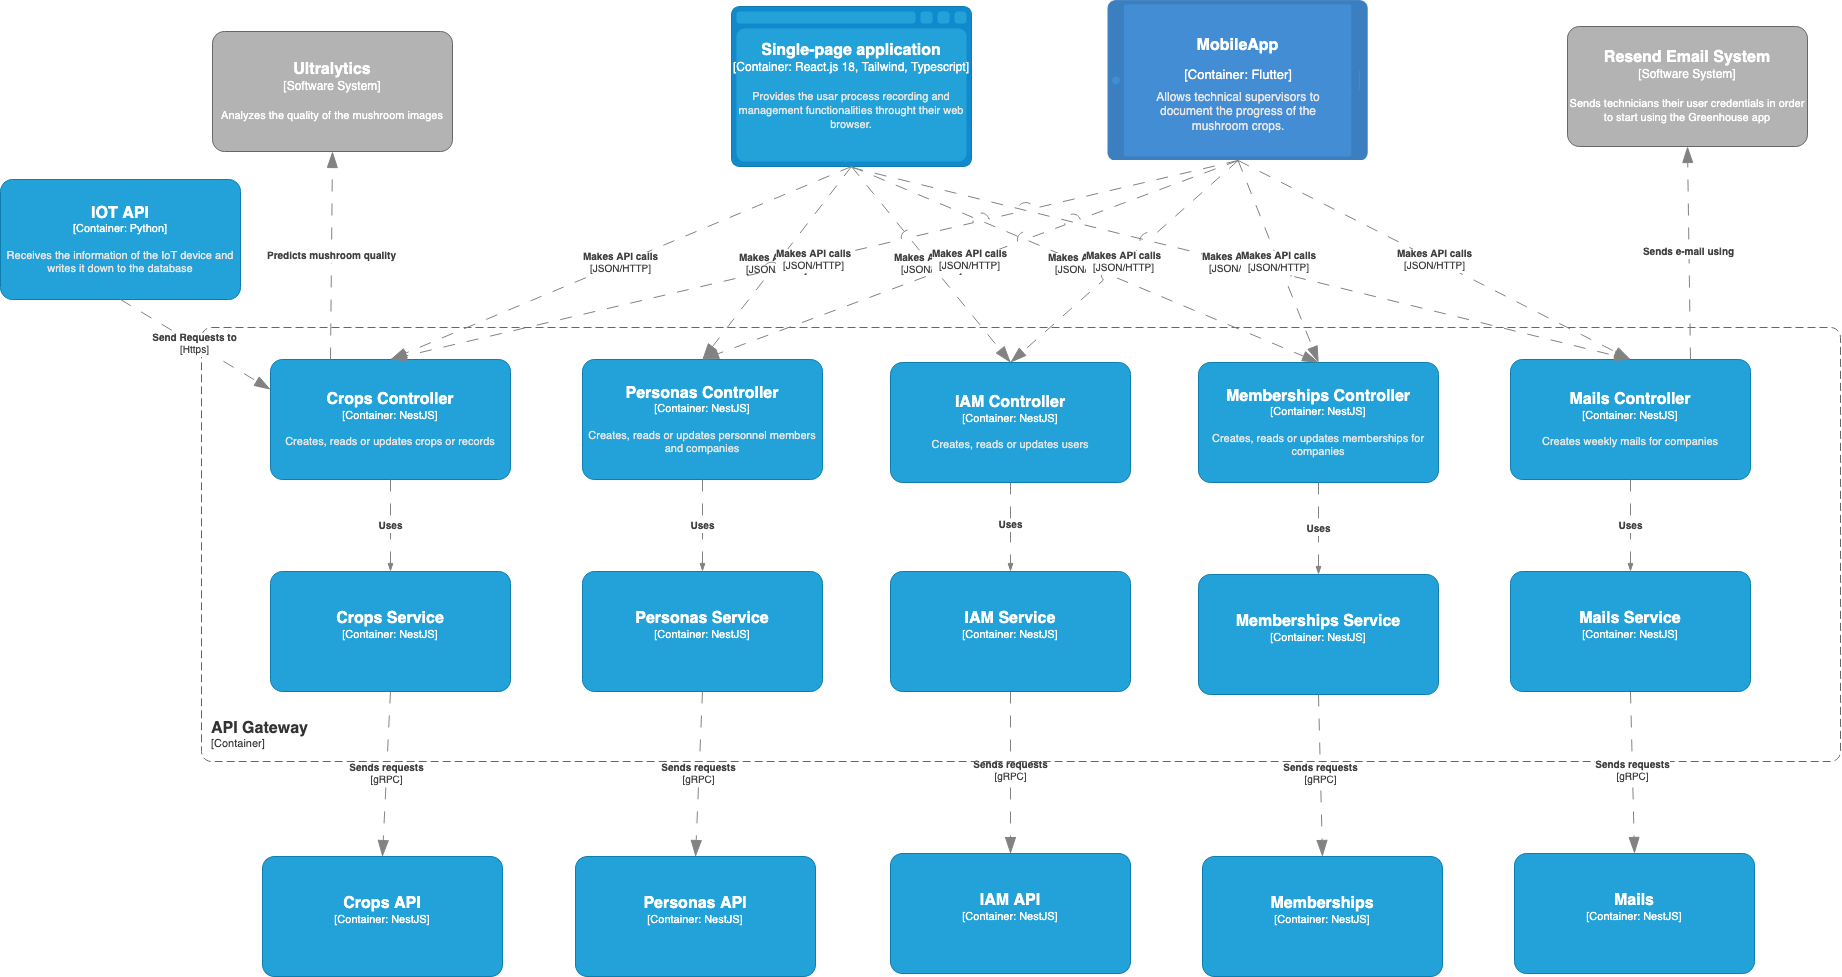 Ultralytics
[Software System]
Analyzes the quality of the mushroom images
Single-page application
[Container: React.js 18, Tailwind, Typescript]
Provides the usar process recording and
management functionalities throught their web
browser.
MobileApp
[Container: Flutter]
Allows technical supervisors to
document the progress of the
mushroom crops.
Resend Email System
[Software System]
Sends technicians their user credentials in order
to start using the Greenhouse app
IOT API
[Container: Python]
Receives the information of the IoT device and
writes it down to the database
Predicts mushroom quality
Makes API calls
[JSON/HTTP]
Makes A
[JSON
Makes API calls
[JSON/HTTP]
Makes A
[JSON/
Makes API calls
[JSON/HTTP]
Makes A
[JSON/
Makes API calls
[JSON/HTTP]
Makes A
[JSON/
Makes API calls
[JSON/HTTP]
Makes API calls
[JSON/HTTP]
Sends e-mail using
Send Requests to
[Https]
Crops Controller
[Container: NestJS]
Creates, reads or updates crops or records
Personas Controller
[Container: NestJS]
Creates, reads or updates personnel members
and companies
IAM Controller
[Container: NestJS]
Creates, reads or updates users
Memberships Controller
[Container: NestJS]
Creates, reads or updates memberships for
companies
Mails Controller
[Container: NestJS]
Creates weekly mails for companies
Uses
Uses
Uses
Uses
Uses
Crops Service
[Container: NestJS]
Personas Service
[Container: NestJS]
IAM Service
[Container: NestJS]
Memberships Service
[Container: NestJS]
Mails Service
[Container: NestJS]
API Gateway
[Container]
Sends requests
[gRPC]
Sends requests
[gRPC]
Sends requests
[gRPC]
Sends requests
[gRPC]
Sends requests
[gRPC]
Crops API
[Container: NestJS]
Personas API
[Container: NestJS]
IAM API
[Container: NestJS]
Memberships
[Container: NestJS]
Mails
[Container: NestJS]